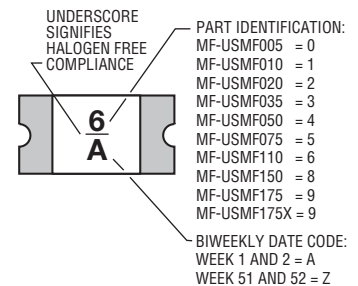 UNDERSCORE
SIGNIFIES
HALOGEN FREE
COMPLIANCE
PART IDENTIFICATION:
MF-USMF005 = 0
MF-USMF010 = 1
MF-USMF020 = 2
MF-USMF035 = 3
MF-USMF050 = 4
MF-USMF075 = 5
MF-USMF110 = 6
MF-USMF150 = 8
MF-USMF175 = 9
MF-USMF175X = 9
6
A
BIWEEKLY DATE CODE:
WEEK 1 AND 2 = A
WEEK 51 AND 52 = Z